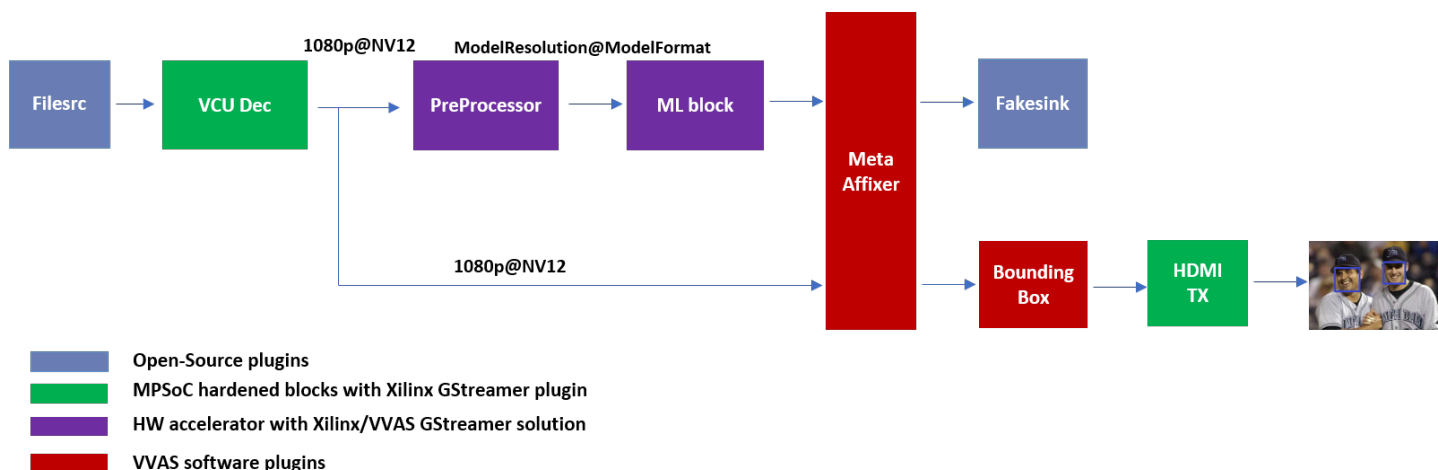 1080p@NV12
ModelResolution@ModelFormat
Filesrc
VCU Dec
PreProcessor
ML block
Meta
Affixer
Fakesink
1080p@NV12
Bounding
Box
HDMI
TX
Open-Source plugins
MPSoC hardened blocks with Xilinx GStreamer plugin
HW accelerator with Xilinx/VVAS GStreamer solution
VVAS software plugins